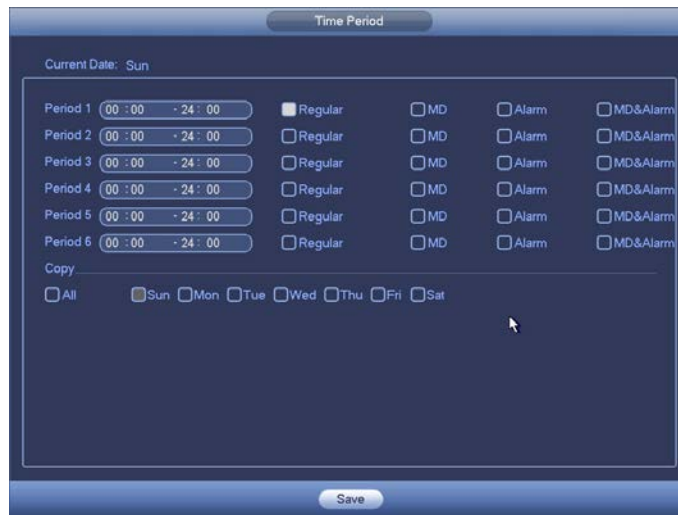 Time Period
Current Date: Sun
Period 1 00 : 00 - 24 : 00 Regular MD Alarm MD&Alarm
Period 2 00 : 00 - 24 : 00 Regular MD Alarm MD&Alarm
Period 3 00 : 00 - 24 : 00 Regular MD Alarm MD&Alarm
Period 4 00 : 00 - 24 : 00 Regular MD Alarm MD&Alarm
Period 5 00 : 00 - 24 : 00 Regular MD Alarm MD&Alarm
Period 6 00 : 00 - 24 : 00 Regular MD Alarm MD&Alarm
Copy
All Sun Mon Tue Wed Thu Fri Sat
Save